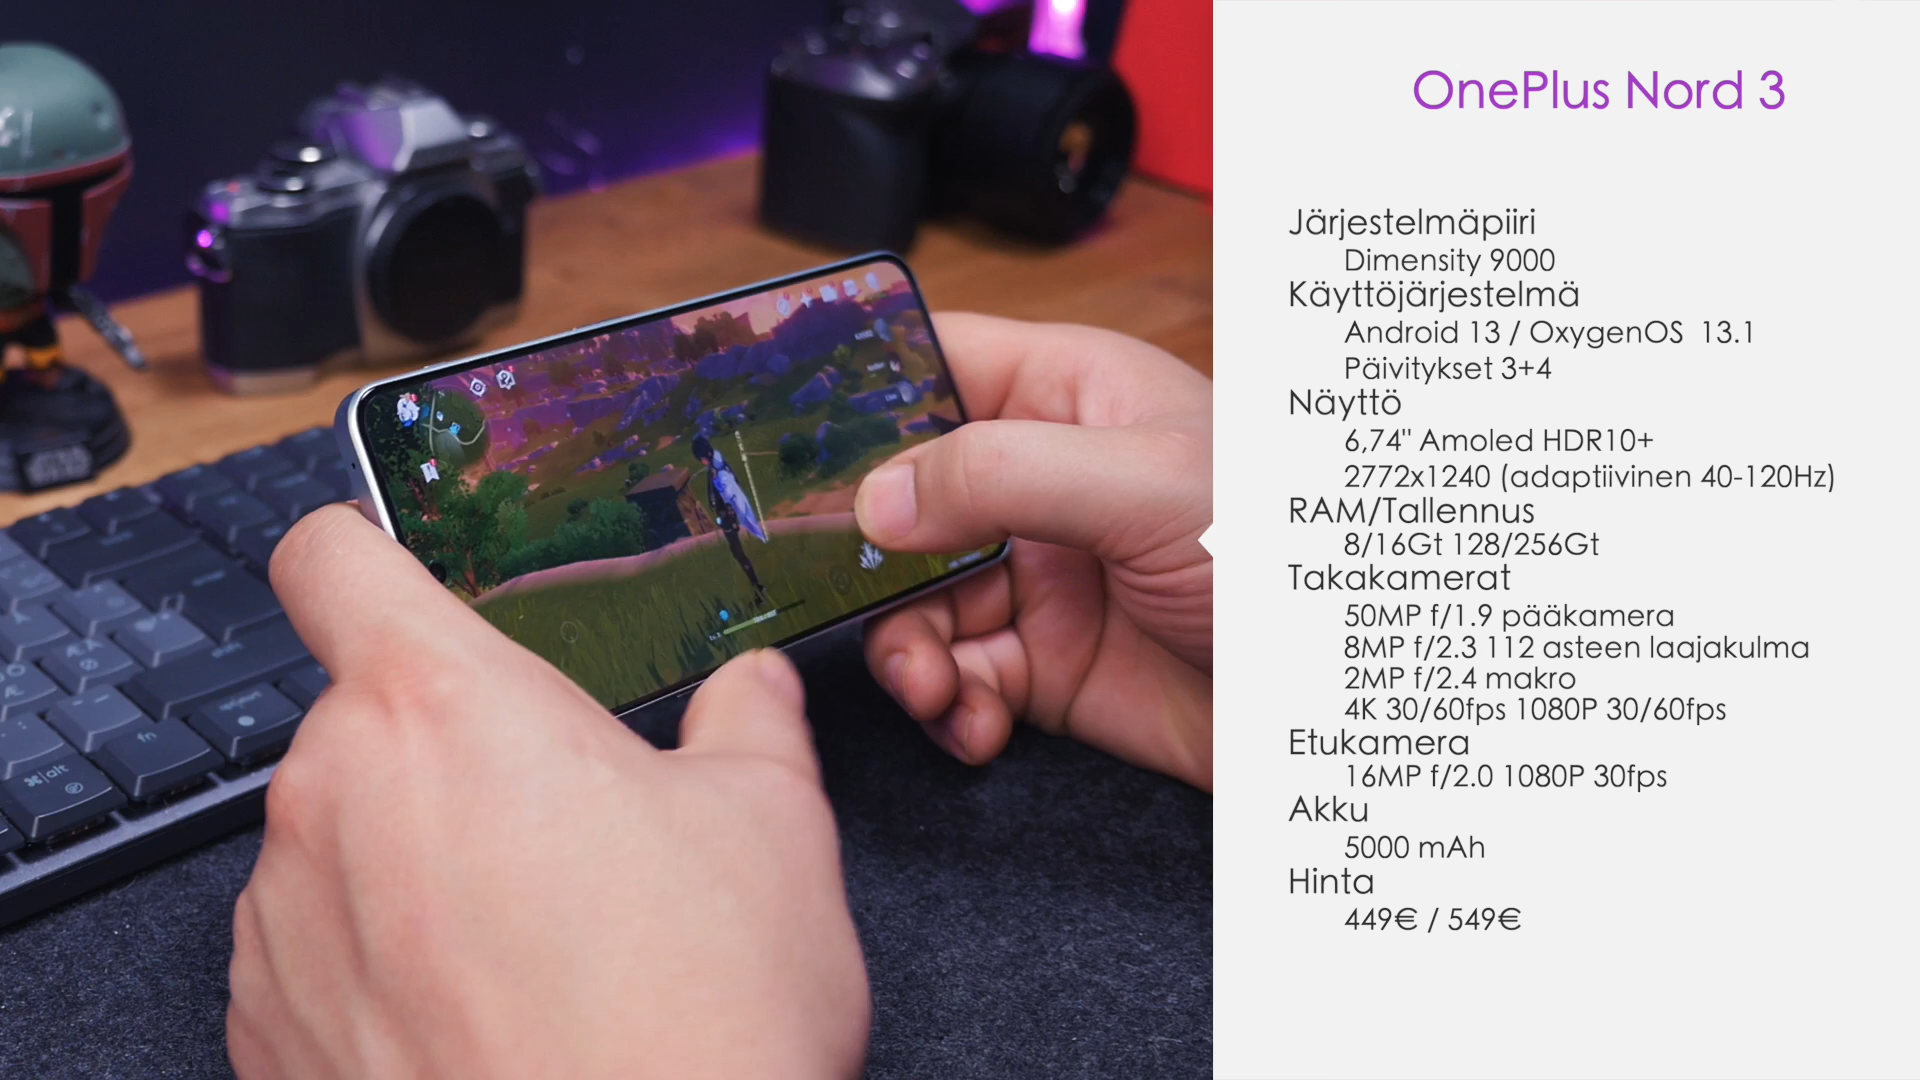 OnePlus Nord 3
Järjestelmäpiiri
Dimensity 9000
Käyttöjärjestelmä
Android 13 / OxygenOS 13.1
Päivitykset 3+4
Näyttö
6,74" Amoled HDR10+
2772x1240 (adaptiivinen 40-120Hz)
RAM/Tallennus
8/16Gt 128/256Gt
Takakamerat
50MP f/1.9 pääkamera
8MP f/2.3 112 asteen laajakulma
2MP f/2.4 makro
4K 30/60fps 1080P 30/60fps
Etukamera
16MP f/2.0 1080P 30fps
Akku
5000 mAh
Hinta
449€ / 549€
shift
fn
⌘|alt